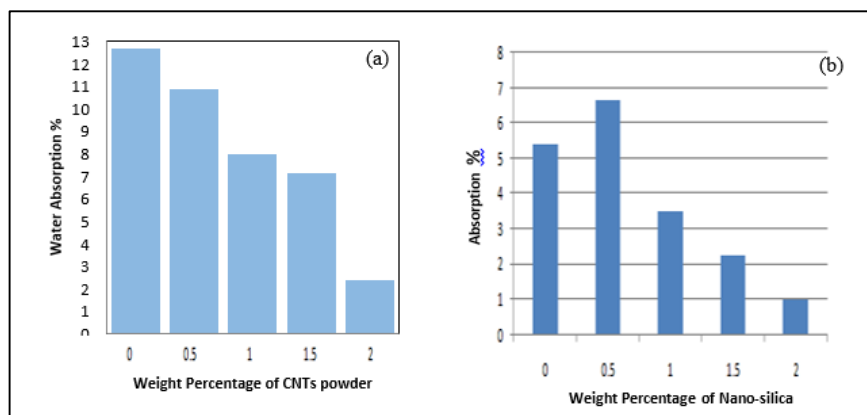 (a)
Water Absorption %
13
12
11
10
9
8
7
6
5
4
3
2
1
0
0 0.5 1 1.5 2
Weight Percentage of CNTs powder
(b)
Absorption %
8
7
6
5
4
3
2
1
0
0 0.5 1 1.5 2
Weight Percentage of Nano-silica